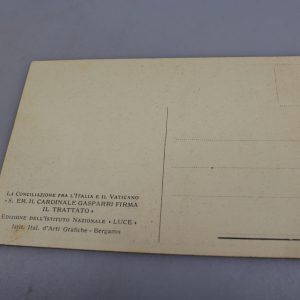 LA CONCILIAZIONE FRA L'ITALIA E IL VATICANO
« S. EM. IL CARDINALE GASPARRI FIRMA
IL TRATTATO »
EDIZIONE DELL'ISTITUTO NAZIONALE « LUCE »
Istit. Ital. d'Arti Grafiche - Bergamo